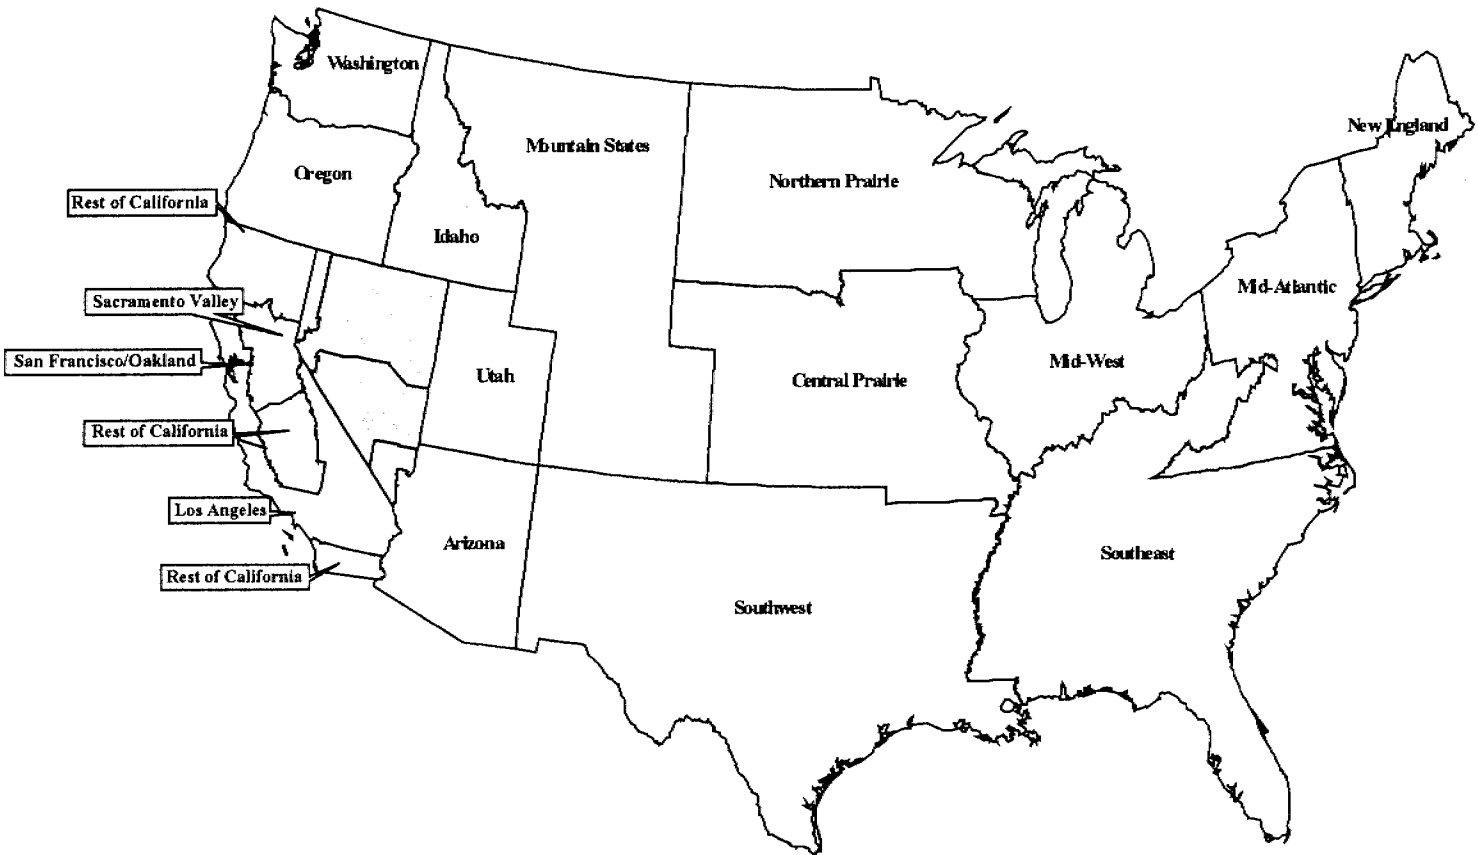 Washington
New England
Mountain States
Oregon
Northern Prairie
Rest of California
Idaho
Mid-Atlantic
Sacramento Valley
San Francisco/Oakland
Mid-West
Utah
Central Prairie
Rest of California
Los Angeles
Arizona
Southeast
Rest of California
Southwest